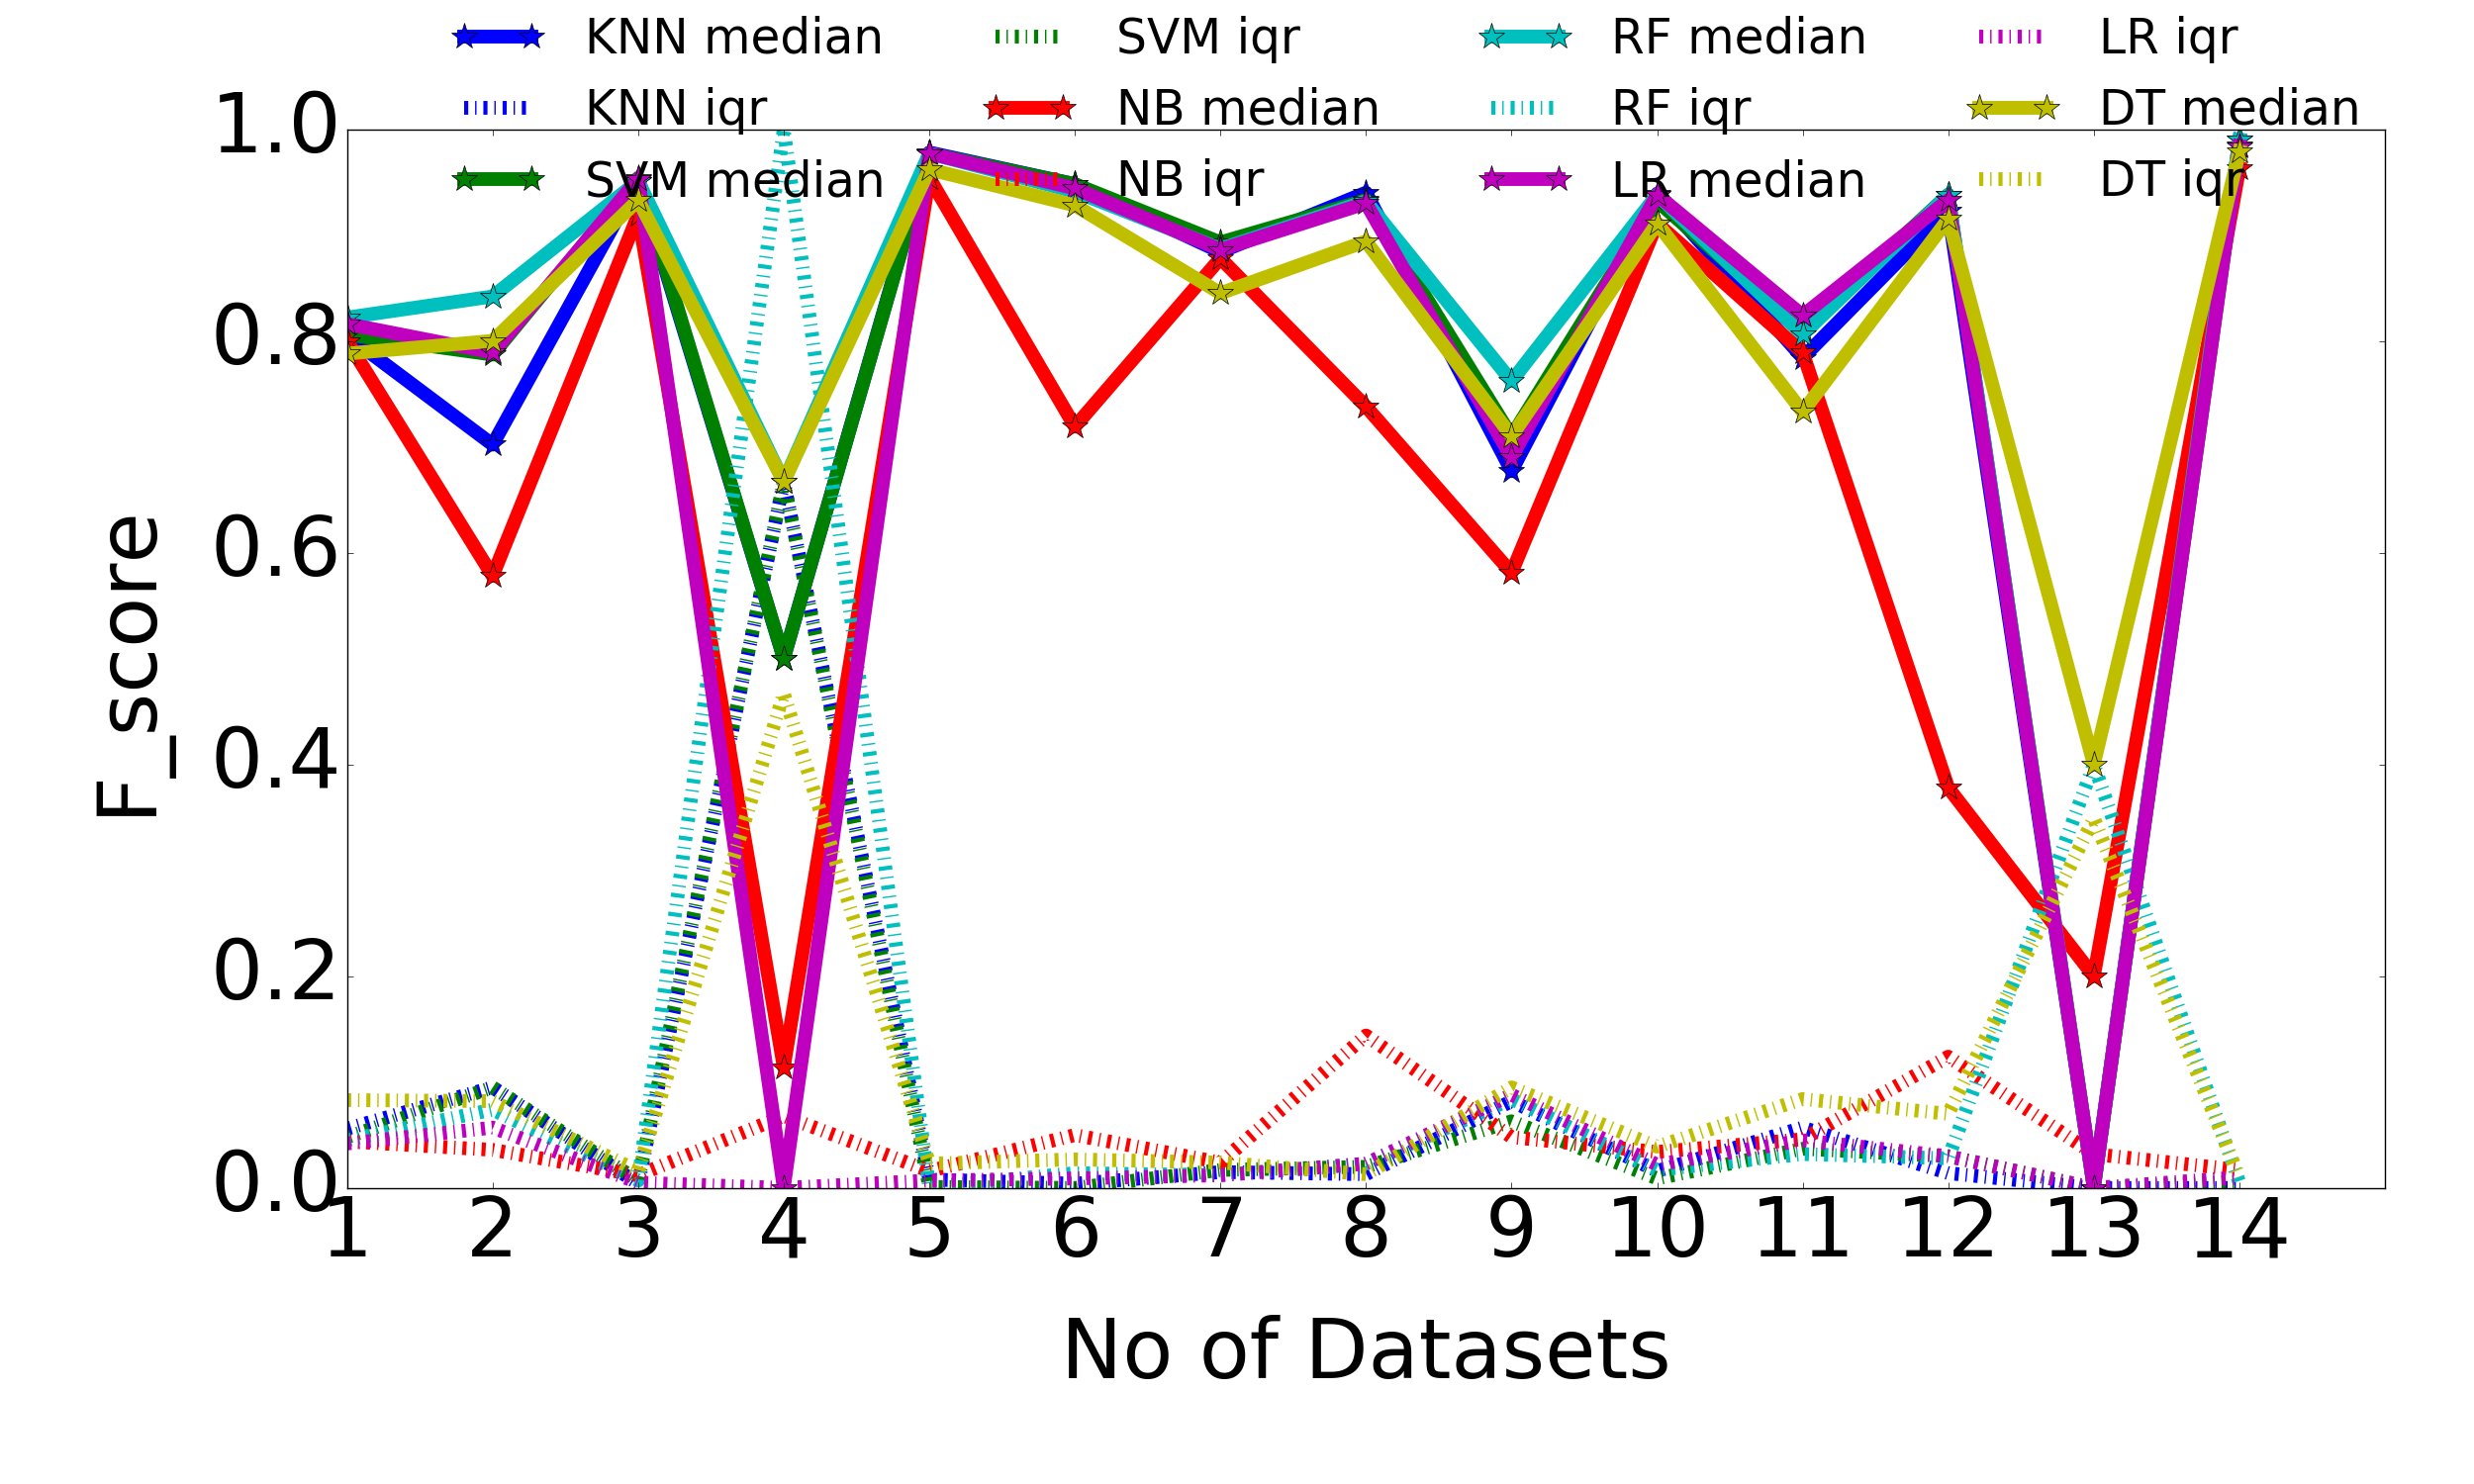 KNN median SVM iqr RF median LR iqr
KNN iqr NB median RF iqr DT median
SVM median NB iqr LR median DT iqr
1.0
0.8
0.6
0.4
0.2
0.0
F_score
1 2 3 4 5 6 7 8 9 10 11 12 13 14
No of Datasets